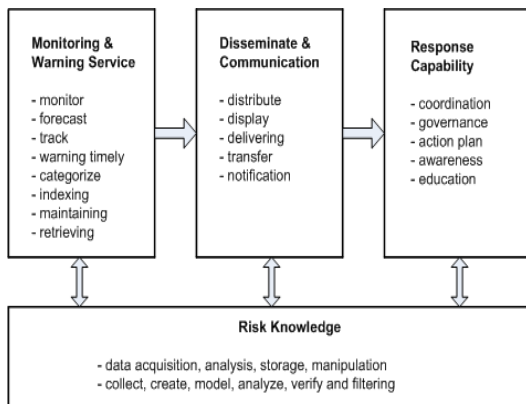 Monitoring &
Warning Service
- monitor
- forecast
- track
- warning timely
- categorize
- indexing
- maintaining
- retrieving
Disseminate &
Communication
- distribute
- display
- delivering
- transfer
- notification
Response
Capability
- coordination
- governance
- action plan
- awareness
- education
Risk Knowledge
- data acquisition, analysis, storage, manipulation
- collect, create, model, analyze, verify and filtering